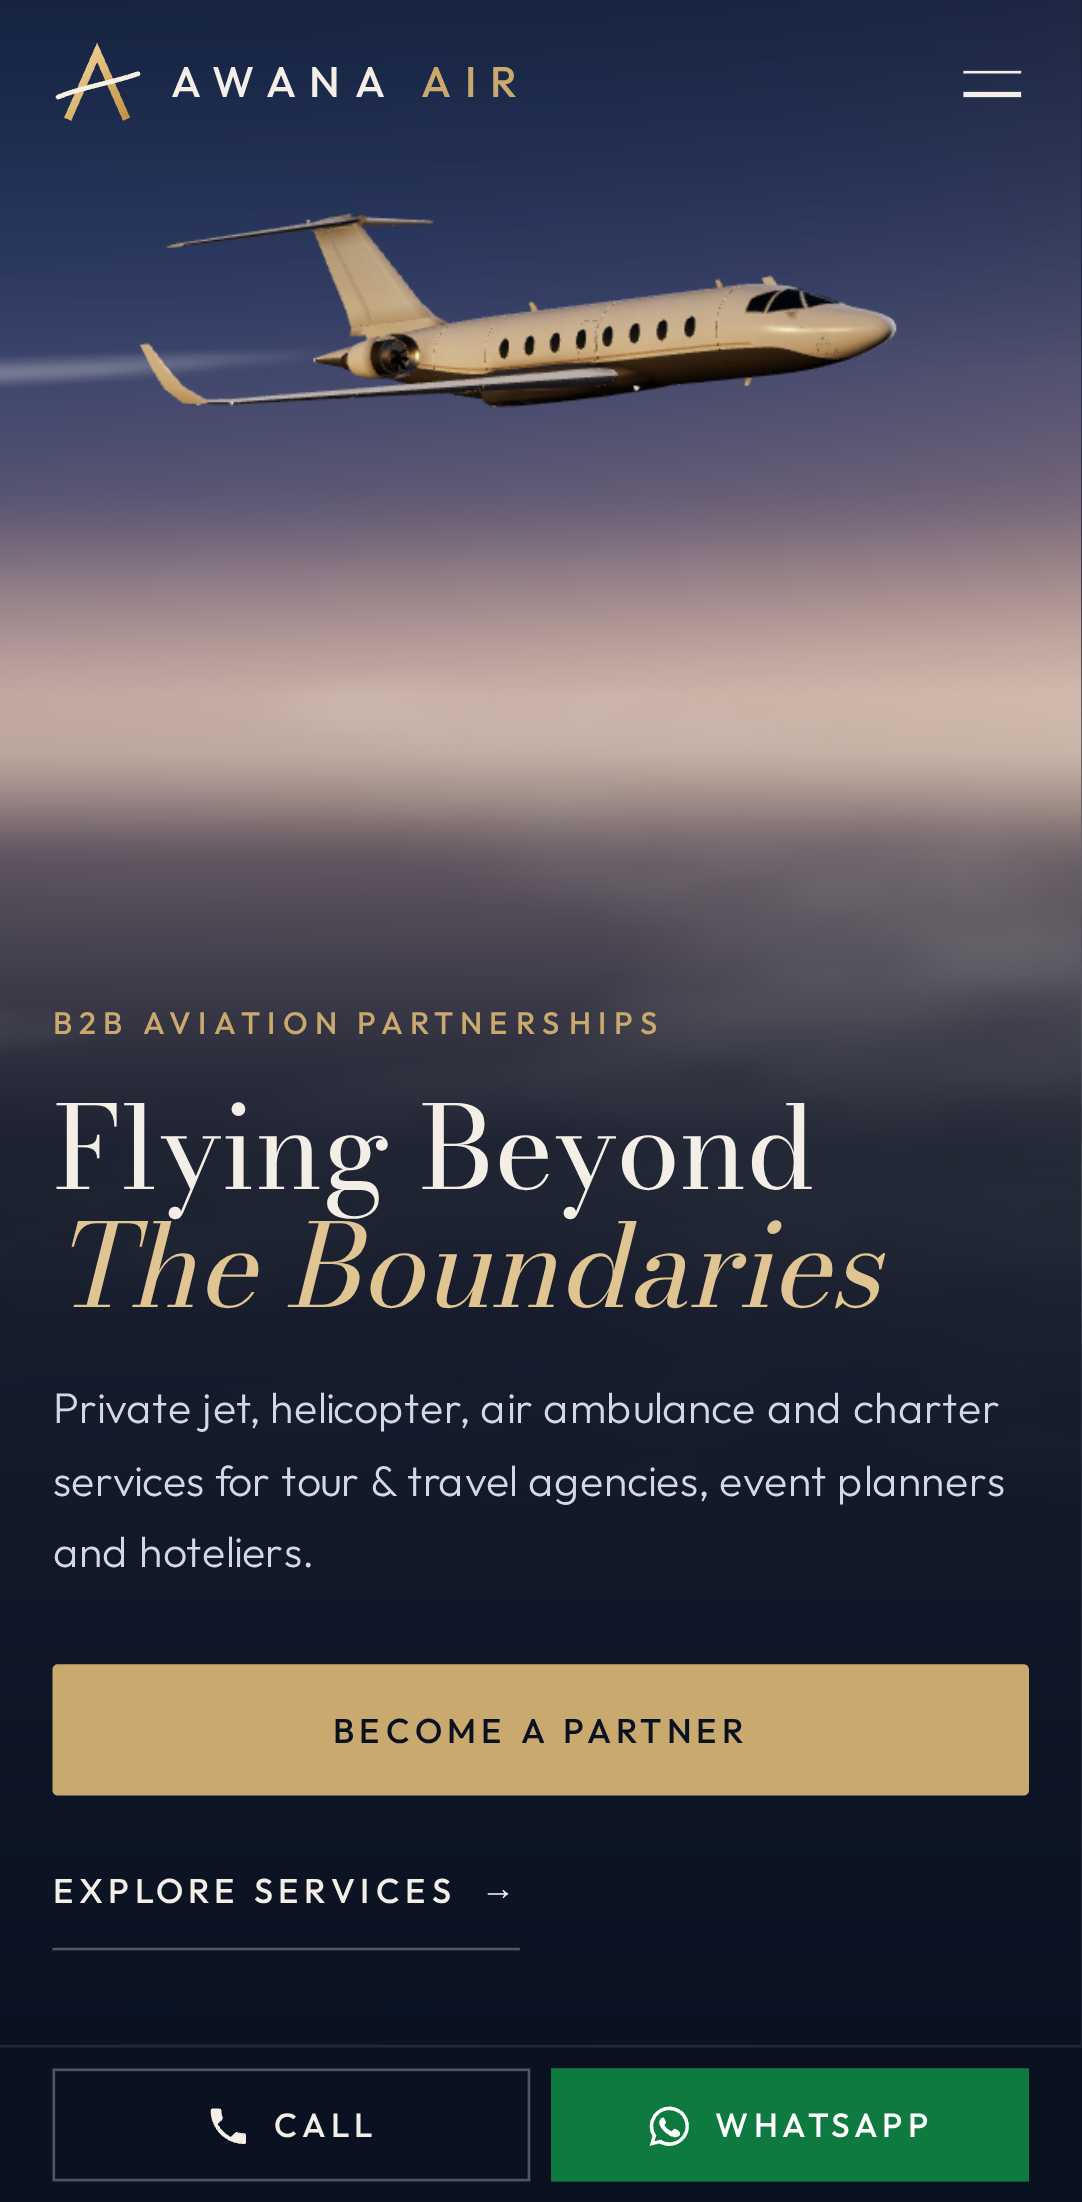 AWANA AIR
B2B AVIATION PARTNERSHIPS
Flying Beyond
The Boundaries
Private jet, helicopter, air ambulance and charter
services for tour & travel agencies, event planners
and hoteliers.
BECOME A PARTNER
EXPLORE SERVICES →
CALL
WHATSAPP